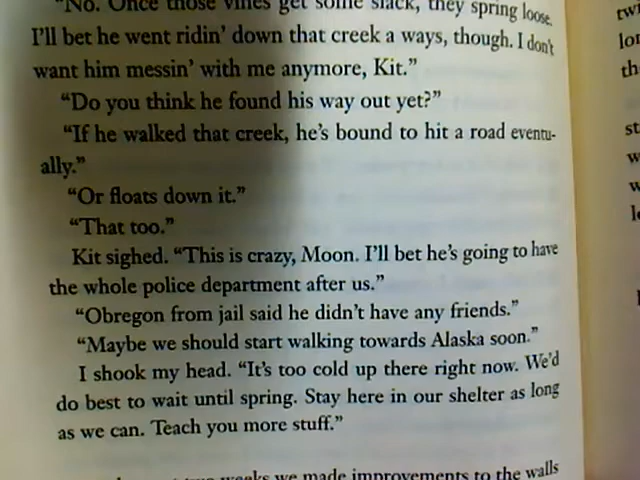 "No. Once those vines get some slack, they spring loose.
I'll bet he went ridin' down that creek a ways, though. I don't
want him messin' with me anymore, Kit."
"Do you think he found his way out yet?"
"If he walked that creek, he's bound to hit a road eventu-
ally."
"Or floats down it."
"That too."
Kit sighed. "This is crazy, Moon. I'll bet he's going to have
the whole police department after us."
"Obregon from jail said he didn't have any friends."
"Maybe we should start walking towards Alaska soon."
I shook my head. "It's too cold up there right now. We'd
do best to wait until spring. Stay here in our shelter as long
as we can. Teach you more stuff."
two weeks we made improvements to the walls